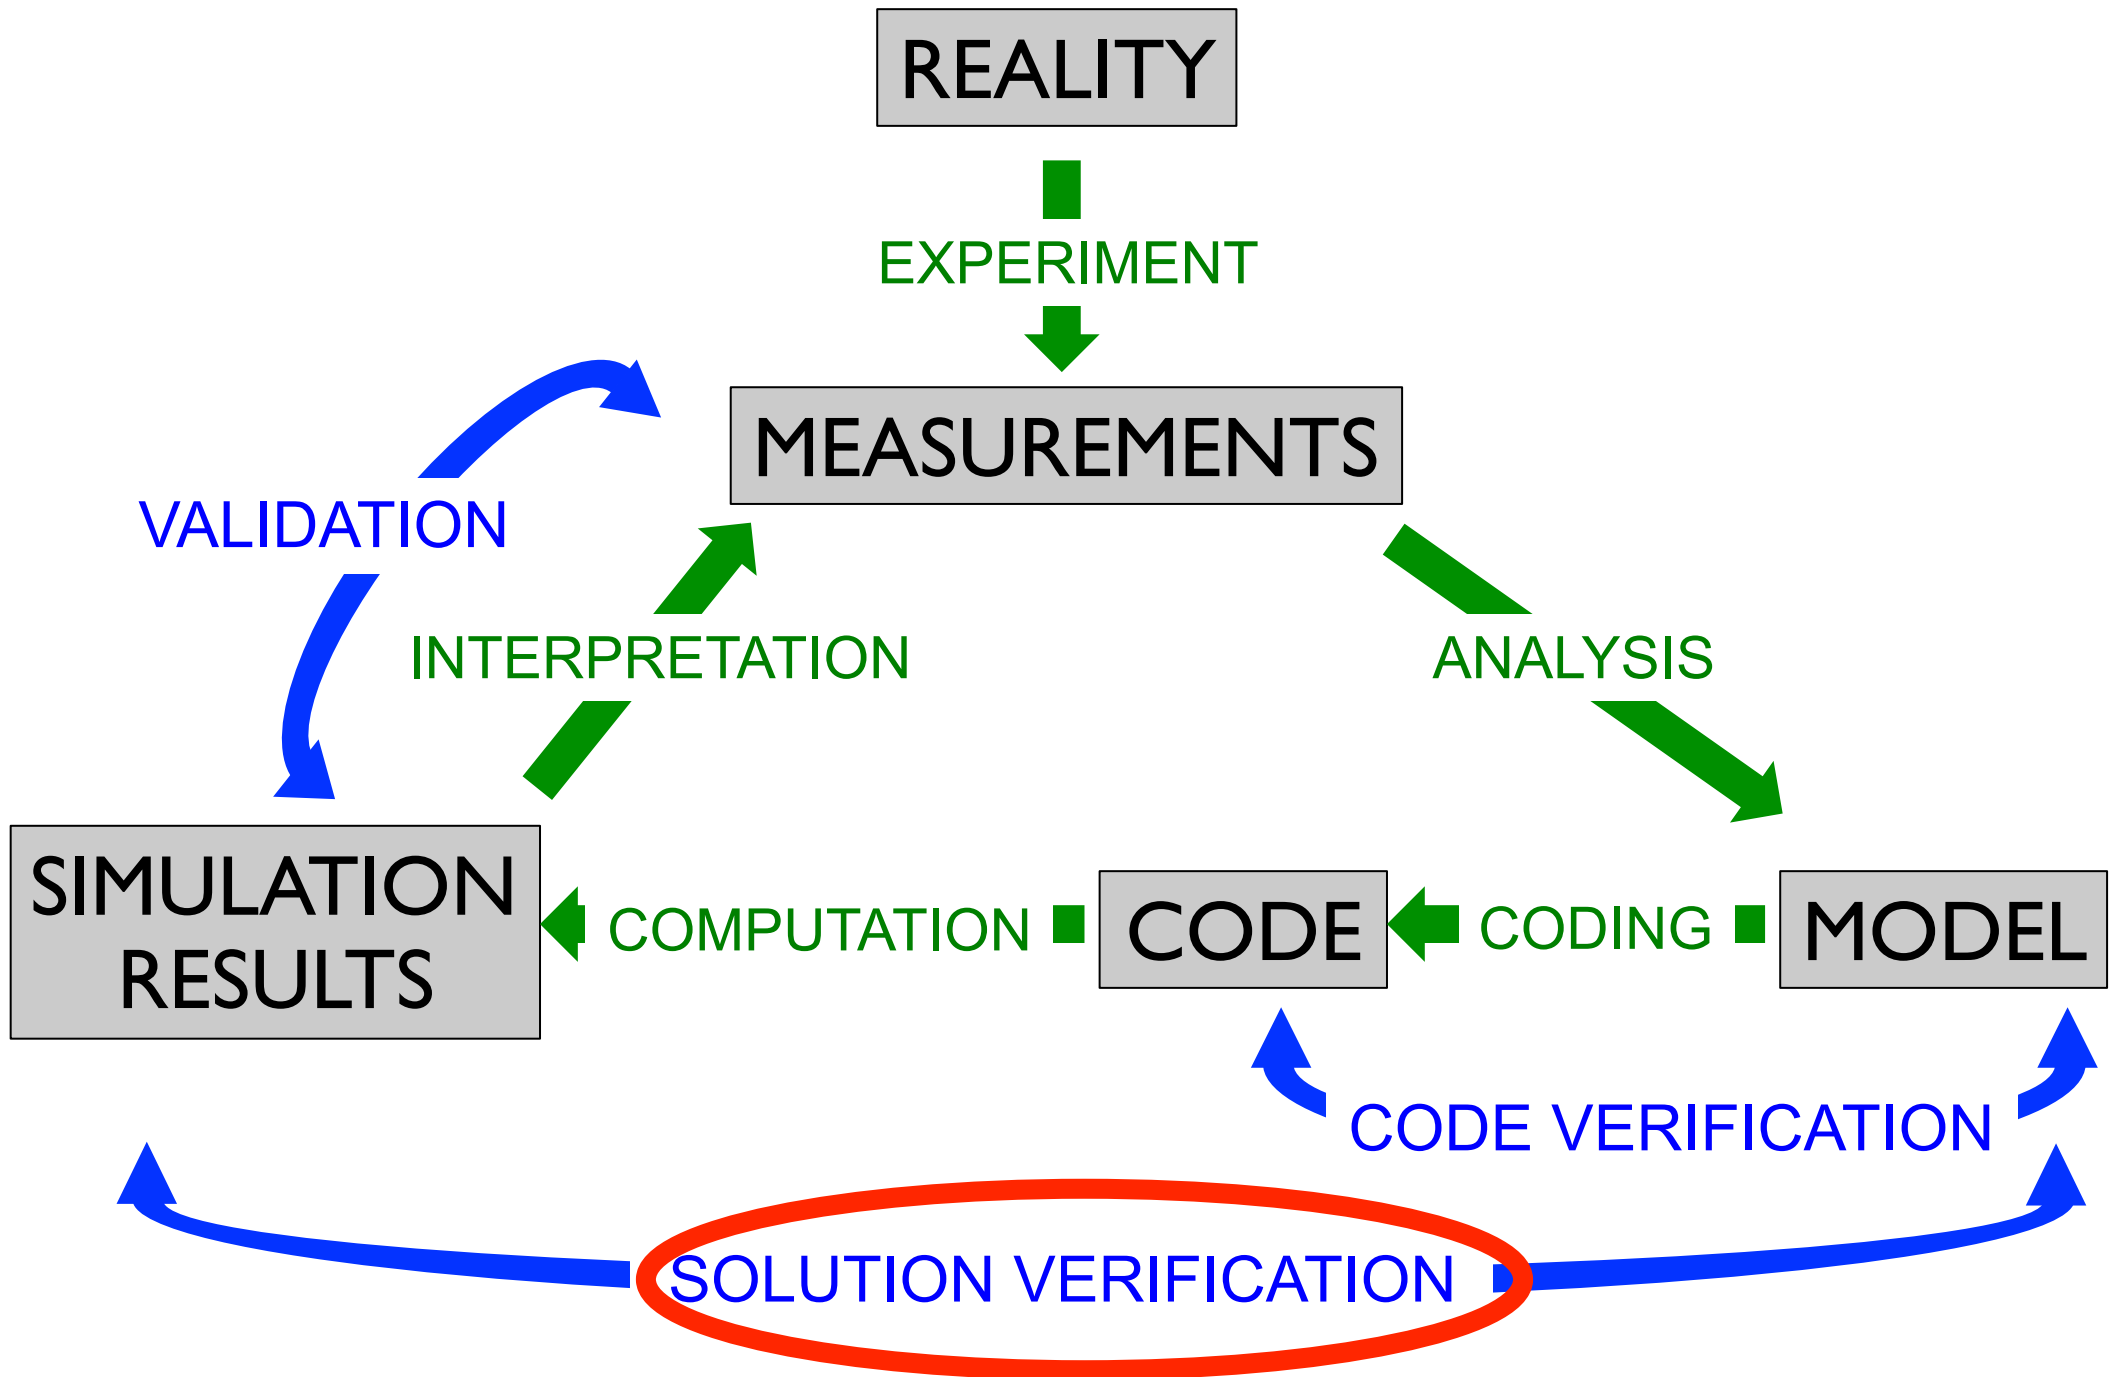 REALITY
EXPERIMENT
MEASUREMENTS
VALIDATION
INTERPRETATION
ANALYSIS
SIMULATION
RESULTS
COMPUTATION
CODE
CODING
MODEL
CODE VERIFICATION
SOLUTION VERIFICATION